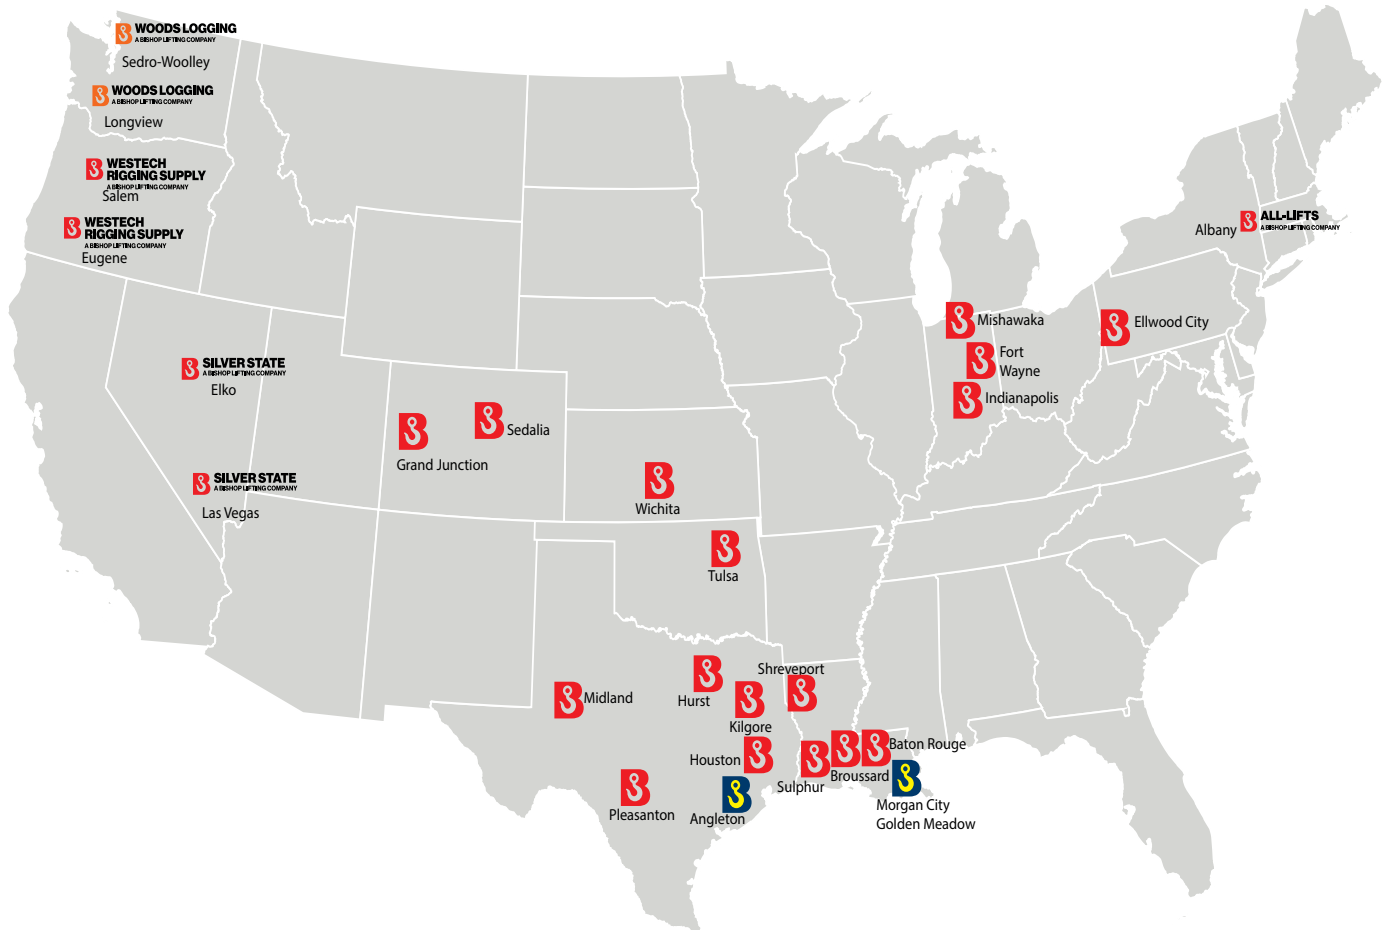 WOODS LOGGING
A BISHOP LIFTING COMPANY
Sedro-Woolley
WOODS LOGGING
A BISHOP LIFTING COMPANY
Longview
WESTECH
RIGGING SUPPLY
A BISHOP LIFTING COMPANY
Salem
WESTECH
RIGGING SUPPLY
A BISHOP LIFTING COMPANY
Eugene
ALL-LIFTS
A BISHOP LIFTING COMPANY
Albany
Mishawaka
Ellwood City
Fort
Wayne
Indianapolis
SILVER STATE
A BISHOP LIFTING COMPANY
Elko
Sedalia
Grand Junction
SILVER STATE
A BISHOP LIFTING COMPANY
Las Vegas
Wichita
Tulsa
Shreveport
Midland
Hurst
Kilgore
Baton Rouge
Houston
Broussard
Sulphur
Morgan City
Golden Meadow
Pleasanton
Angleton